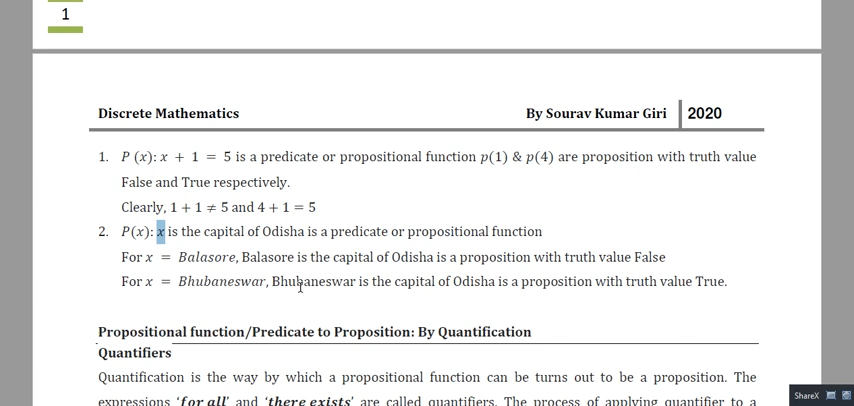 1
Discrete Mathematics By Sourav Kumar Giri 2020
1. P (x): x + 1 = 5 is a predicate or propositional function p(1) & p(4) are proposition with truth value
False and True respectively.
Clearly, 1 + 1 ≠ 5 and 4 + 1 = 5
2. P(x): x is the capital of Odisha is a predicate or propositional function
For x = Balasore, Balasore is the capital of Odisha is a proposition with truth value False
For x = Bhubaneswar, Bhubaneswar is the capital of Odisha is a proposition with truth value True.
Propositional function/Predicate to Proposition: By Quantification
Quantifiers
Quantification is the way by which a propositional function can be turns out to be a proposition. The
expressions 'for all' and 'there exists' are called quantifiers. The process of applying quantifier to a
ShareX